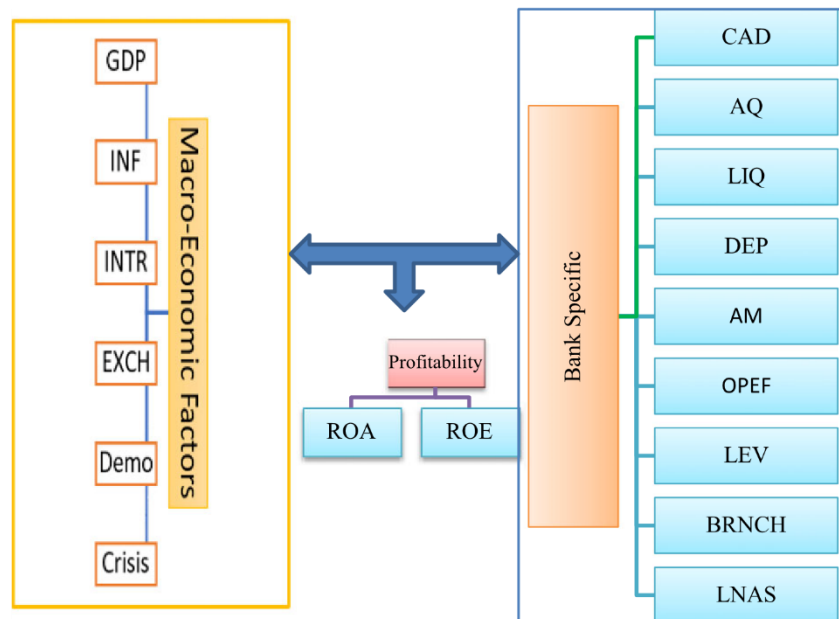 GDP
INF
INTR
EXCH
Demo
Crisis
Macro-Economic Factors
Profitability
ROA
ROE
Bank Specific
CAD
AQ
LIQ
DEP
AM
OPEF
LEV
BRNCH
LNAS